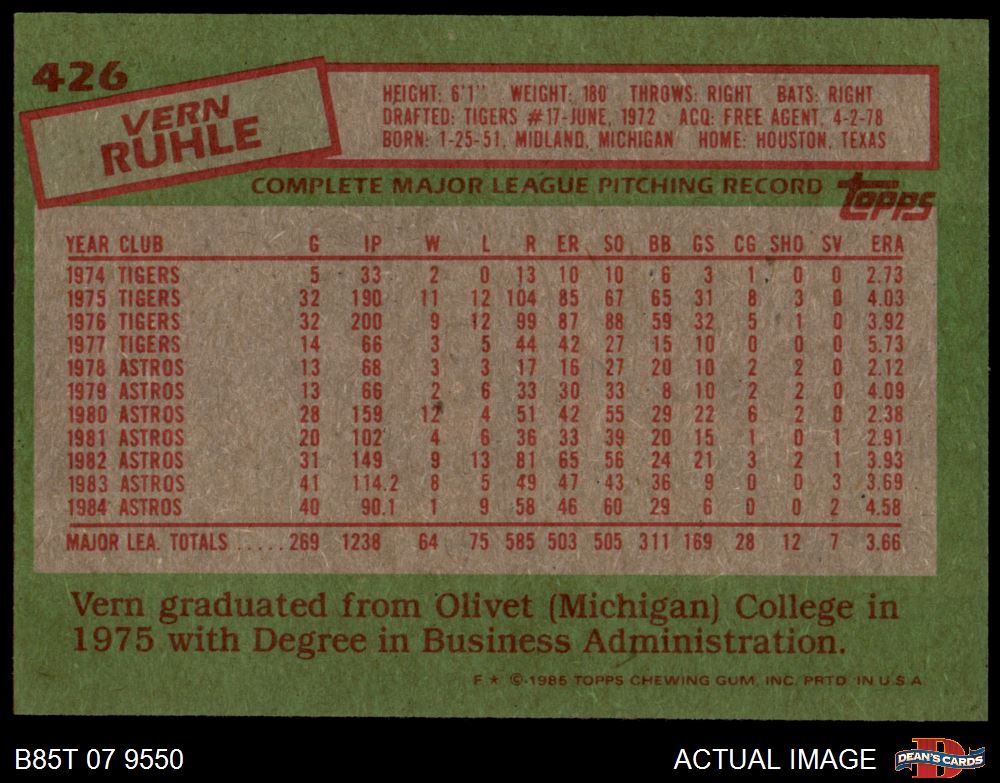 426
VERN
RUHLE
HEIGHT: 6'1" WEIGHT: 180 THROWS: RIGHT BATS: RIGHT
DRAFTED: TIGERS #17-JUNE, 1972 ACQ: FREE AGENT, 4-2-78
BORN: 1-25-51, MIDLAND, MICHIGAN HOME: HOUSTON, TEXAS
COMPLETE MAJOR LEAGUE PITCHING RECORD topps
YEAR CLUB G IP W L R ER SO BB GS CG SHO SV ERA
1974 TIGERS 5 33 2 0 13 10 10 6 3 1 0 0 2.73
1975 TIGERS 32 190 11 12 104 85 67 65 31 8 3 0 4.03
1976 TIGERS 32 200 9 12 99 87 88 59 32 5 1 0 3.92
1977 TIGERS 14 66 3 5 44 42 27 15 10 0 0 0 5.73
1978 ASTROS 13 68 3 3 17 16 27 20 10 2 2 0 2.12
1979 ASTROS 13 66 2 6 33 30 33 8 10 2 2 0 4.09
1980 ASTROS 28 159 12 4 51 42 55 29 22 6 2 0 2.38
1981 ASTROS 20 102 4 6 36 33 39 20 15 1 0 1 2.91
1982 ASTROS 31 149 9 13 81 65 56 24 21 3 2 1 3.93
1983 ASTROS 41 114.2 8 5 49 47 43 36 9 0 0 3 3.69
1984 ASTROS 40 90.1 1 9 58 46 60 29 6 0 0 2 4.58
MAJOR LEA. TOTALS ..... 269 1238 64 75 585 503 505 311 169 28 12 7 3.66
Vern graduated from Olivet (Michigan) College in
1975 with Degree in Business Administration.
F ★ ©1985 TOPPS CHEWING GUM, INC. PRTD IN U.S.A.
B85T 07 9550 ACTUAL IMAGE D DEAN'S CARDS